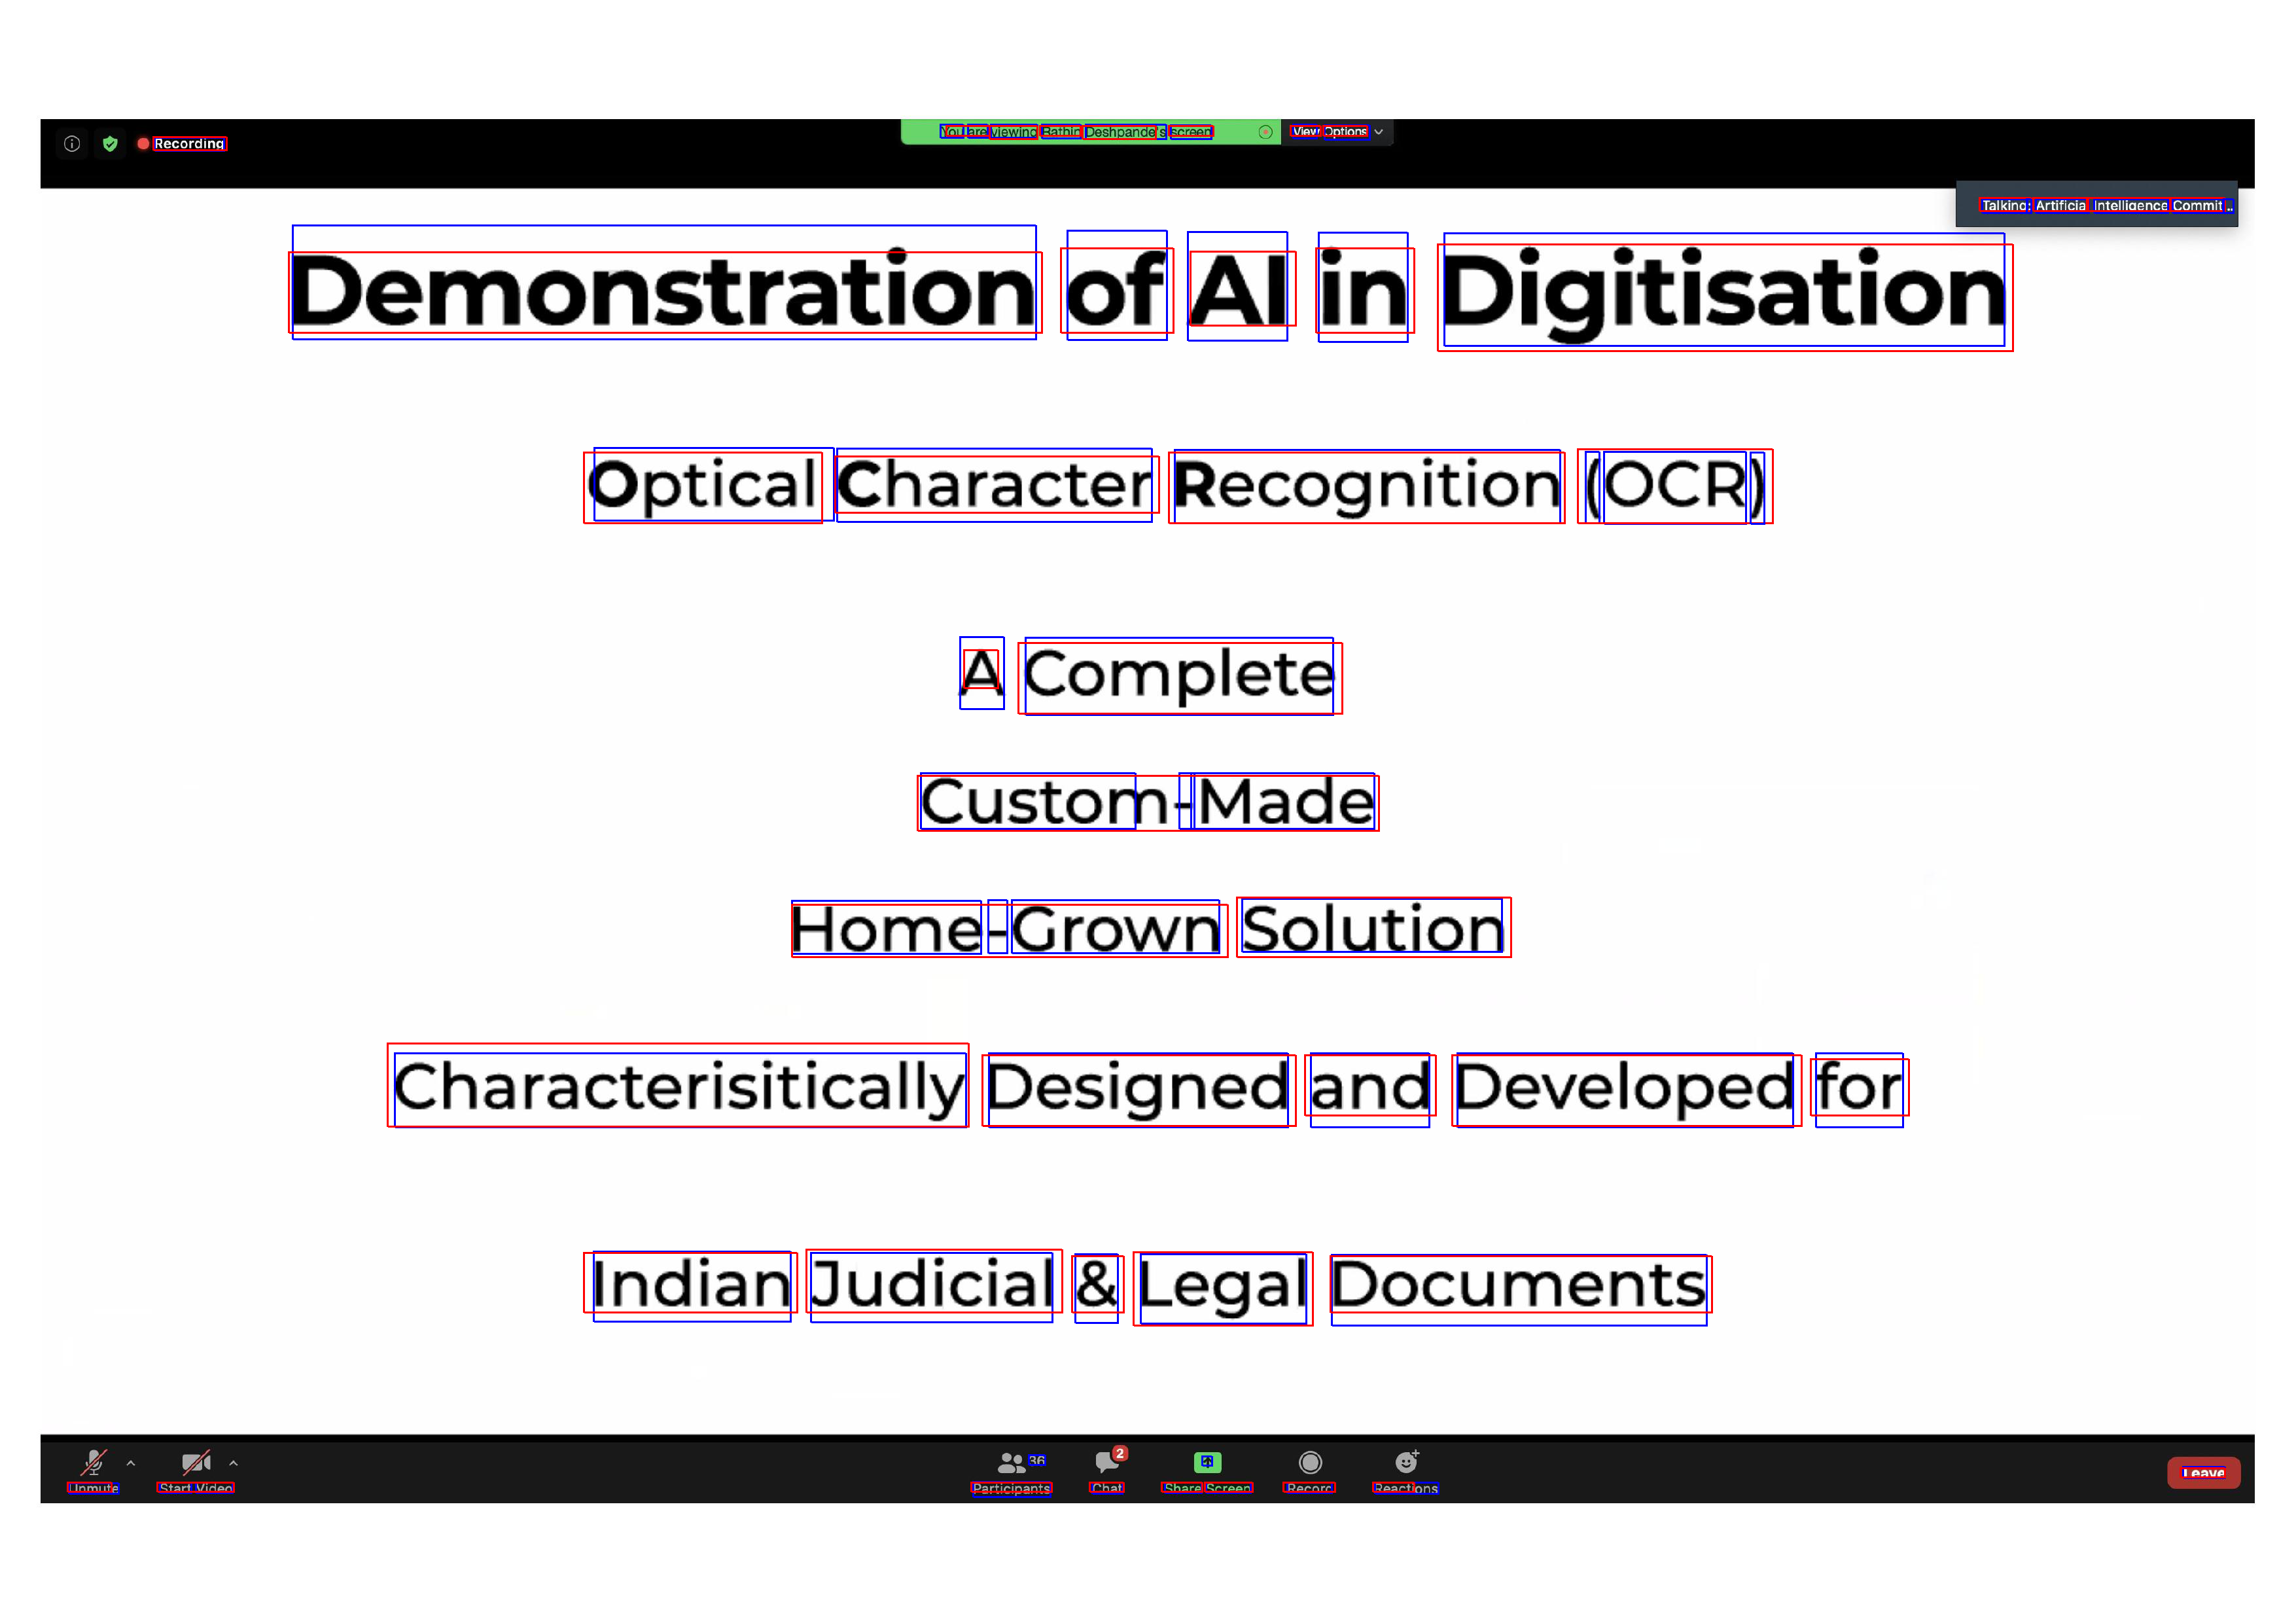 Recording
You are viewing Rathip Deshpande's screen View Options
Talking: Artificial Intelligence Commit...
Demonstration of AI in Digitisation
Optical Character Recognition (OCR)
A Complete
Custom-Made
Home-Grown Solution
Characterisitically Designed and Developed for
Indian Judicial & Legal Documents
36 2
Unmute Start Video Participants Chat Share Screen Record Reactions Leave